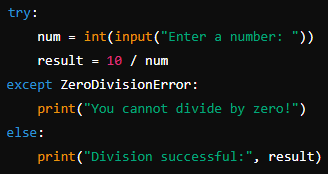 try:
    num = int(input("Enter a number: "))
    result = 10 / num
except ZeroDivisionError:
    print("You cannot divide by zero!")
else:
    print("Division successful:", result)